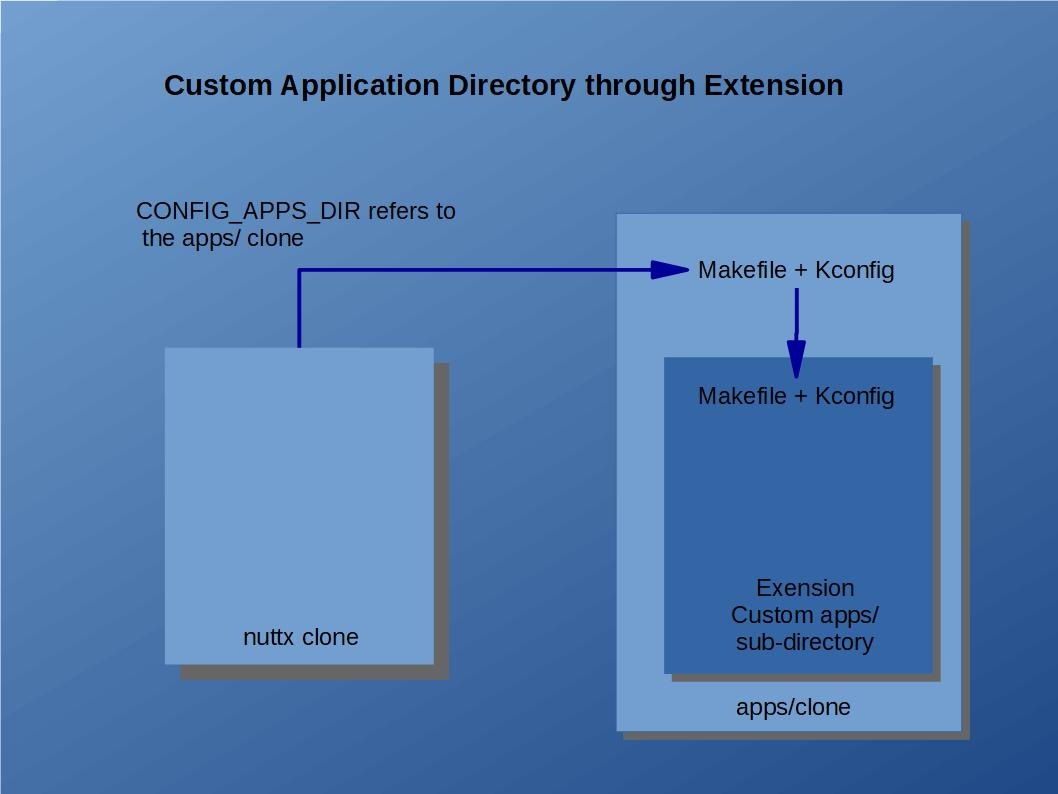 Custom Application Directory through Extension
CONFIG_APPS_DIR refers to
the apps/ clone
Makefile + Kconfig
Makefile + Kconfig
Exension
Custom apps/
sub-directory
nuttx clone
apps/clone